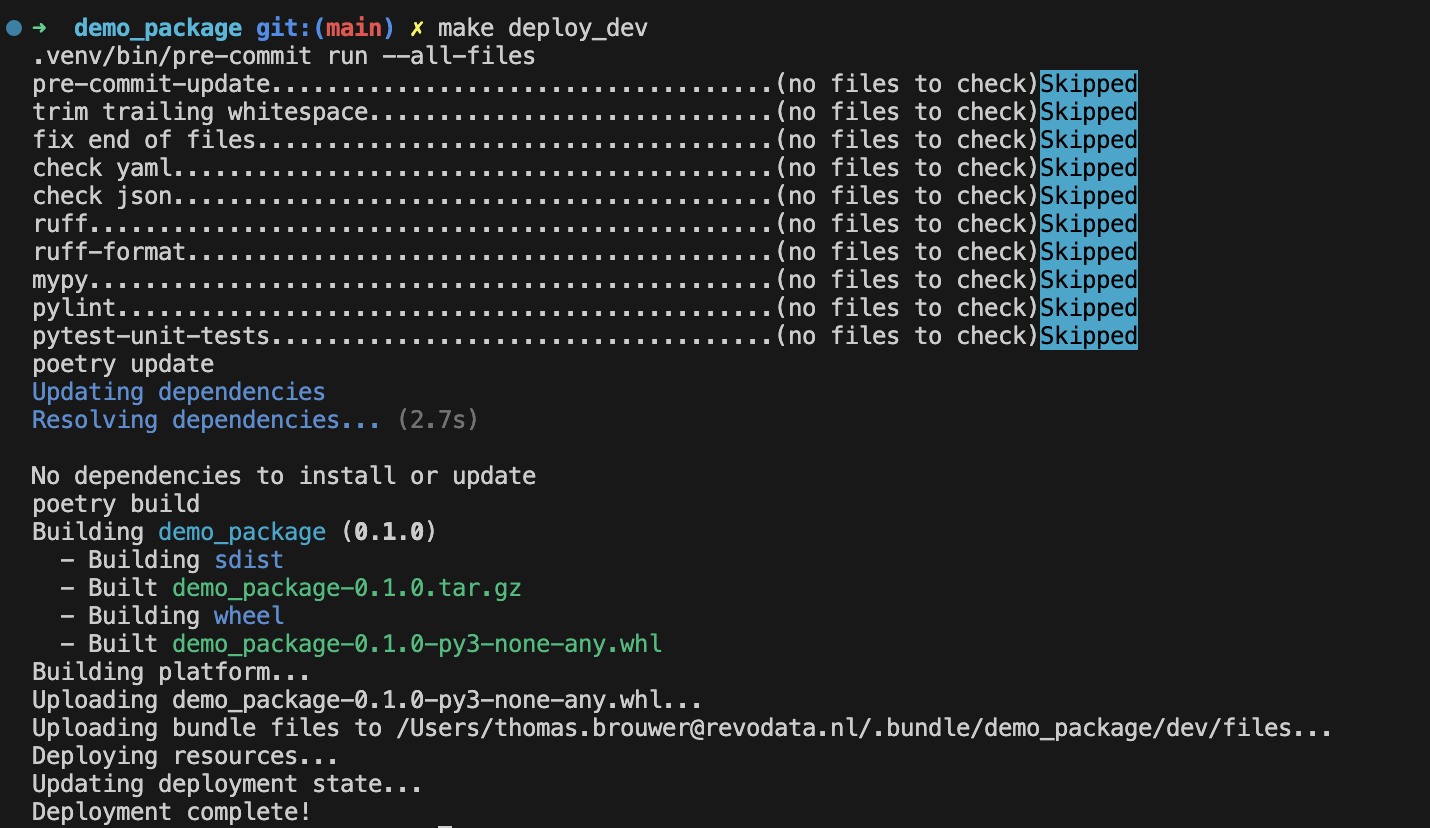 ➜ demo_package git:(main) ✗ make deploy_dev
.venv/bin/pre-commit run --all-files
pre-commit-update....................................(no files to check)Skipped
trim trailing whitespace.............................(no files to check)Skipped
fix end of files.....................................(no files to check)Skipped
check yaml...........................................(no files to check)Skipped
check json...........................................(no files to check)Skipped
ruff.................................................(no files to check)Skipped
ruff-format..........................................(no files to check)Skipped
mypy.................................................(no files to check)Skipped
pylint...............................................(no files to check)Skipped
pytest-unit-tests....................................(no files to check)Skipped
poetry update
Updating dependencies
Resolving dependencies... (2.7s)
No dependencies to install or update
poetry build
Building demo_package (0.1.0)
  - Building sdist
  - Built demo_package-0.1.0.tar.gz
  - Building wheel
  - Built demo_package-0.1.0-py3-none-any.whl
Building platform...
Uploading demo_package-0.1.0-py3-none-any.whl...
Uploading bundle files to /Users/thomas.brouwer@revodata.nl/.bundle/demo_package/dev/files...
Deploying resources...
Updating deployment state...
Deployment complete!